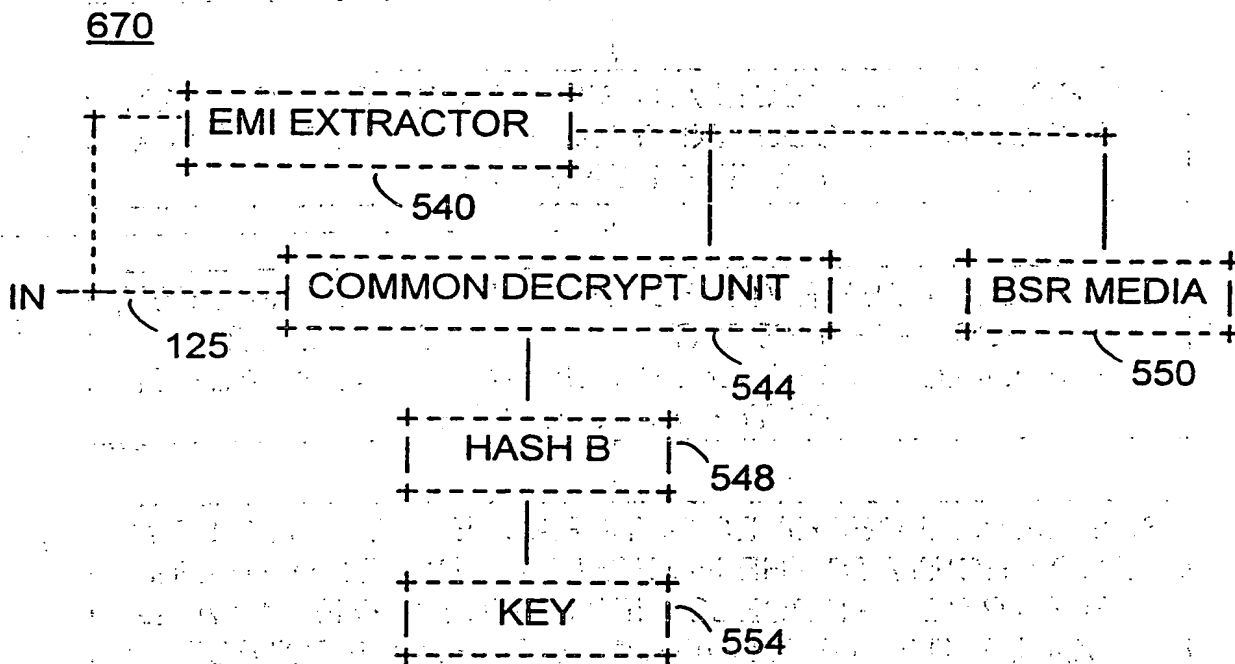 670
EMI EXTRACTOR
540
IN
COMMON DECRYPT UNIT
BSR MEDIA
125
544
550
HASH B
548
KEY
554